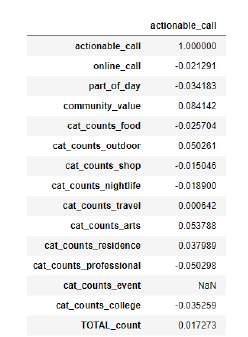 actionable_call
actionable_call 1.000000
online_call -0.021291
part_of_day -0.034183
community_value 0.084142
cat_counts_food -0.025704
cat_counts_outdoor 0.050261
cat_counts_shop -0.015046
cat_counts_nightlife -0.018900
cat_counts_travel 0.000642
cat_counts_arts 0.053788
cat_counts_residence 0.037989
cat_counts_professional -0.050298
cat_counts_event NaN
cat_counts_college -0.035259
TOTAL_count 0.017273